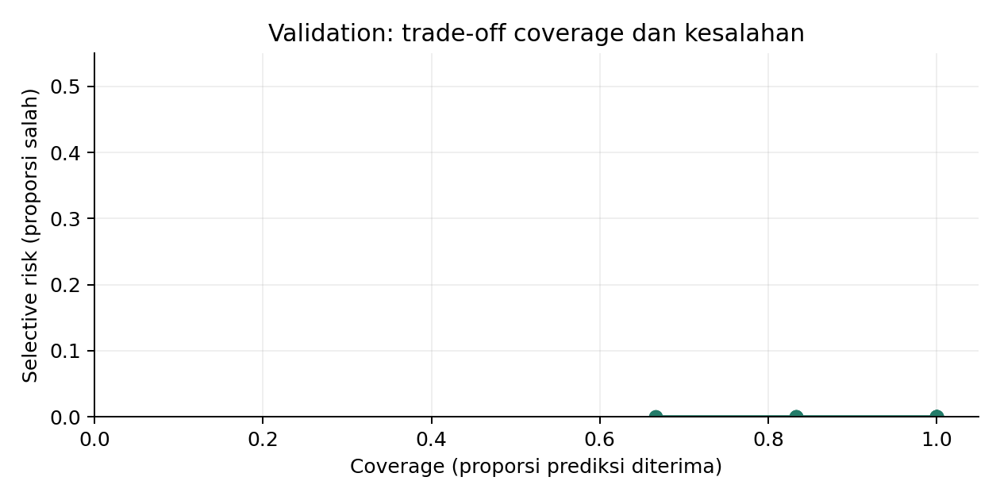 Validation: trade-off coverage dan kesalahan
Selective risk (proporsi salah)
0.5
0.4
0.3
0.2
0.1
0.0
0.0 0.2 0.4 0.6 0.8 1.0
Coverage (proporsi prediksi diterima)